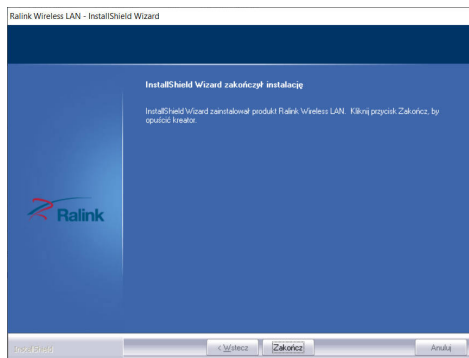 Ralink Wireless LAN - InstallShield Wizard
InstallShield Wizard zakończył instalację
InstallShield Wizard zainstalował produkt Ralink Wireless LAN. Kliknij przycisk Zakończ, by
opuścić kreator.
Ralink
InstallShield
< Wstecz
Zakończ
Anuluj